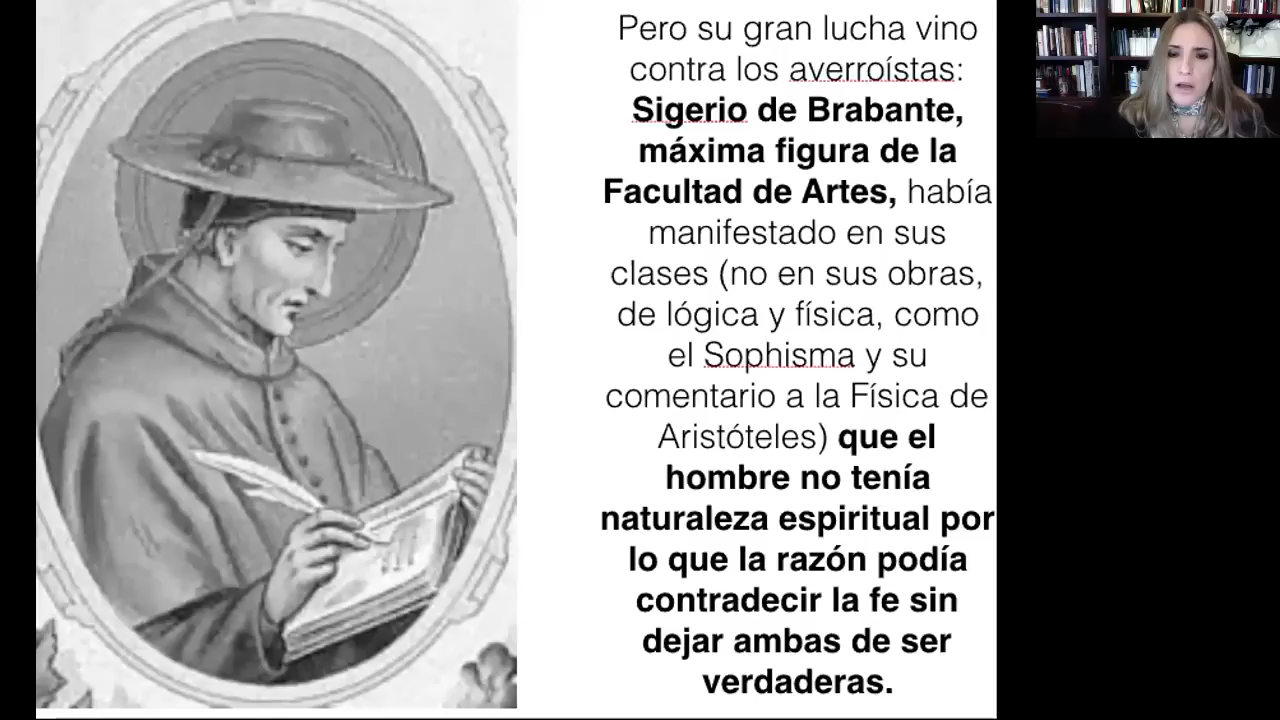 Pero su gran lucha vino
contra los averroístas:
Sigerio de Brabante,
máxima figura de la
Facultad de Artes, había
manifestado en sus
clases (no en sus obras,
de lógica y física, como
el Sophisma y su
comentario a la Física de
Aristóteles) que el
hombre no tenía
naturaleza espiritual por
lo que la razón podía
contradecir la fe sin
dejar ambas de ser
verdaderas.